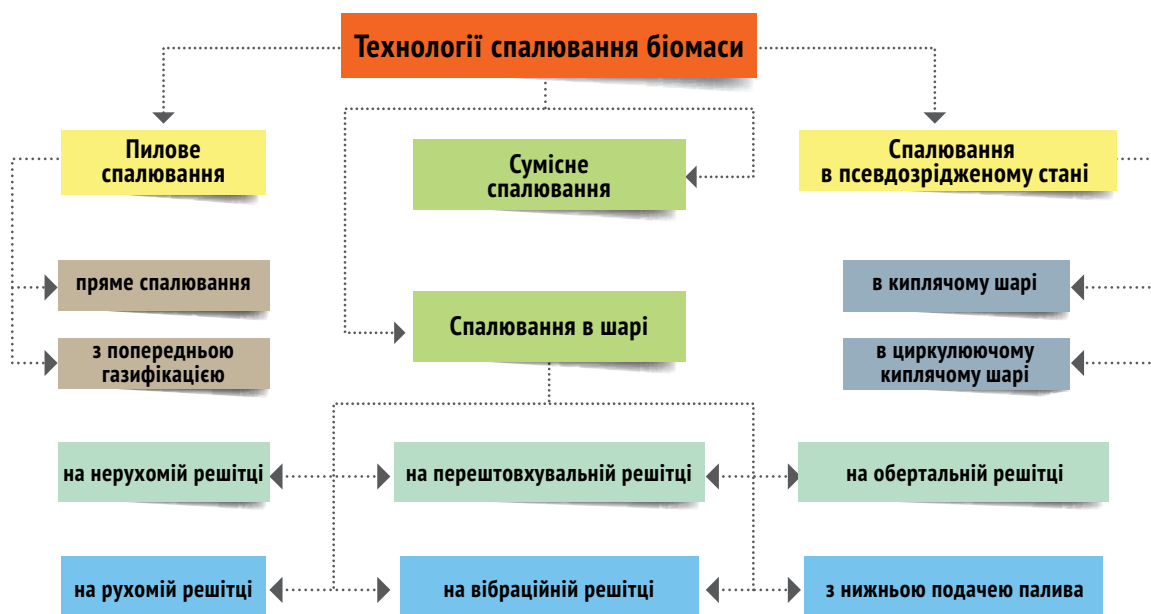 Технології спалювання біомаси
Пилове
спалювання
Сумісне
спалювання
Спалювання
в псевдозрідженому стані
пряме спалювання
в киплячому шарі
Спалювання в шарі
з попередньою
газифікацією
в циркулюючому
киплячому шарі
на нерухомій решітці
на перештовхувальній решітці
на обертальній решітці
на рухомій решітці
на вібраційній решітці
з нижньою подачею палива